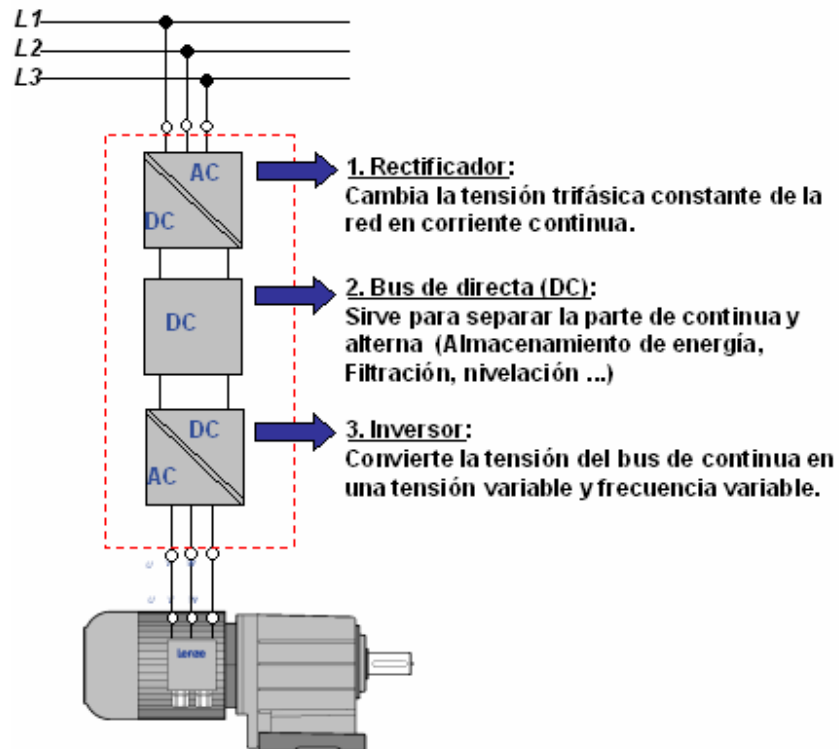 L1
L2
L3
AC
DC
1. Rectificador:
Cambia la tensión trifásica constante de la
red en corriente continua.
DC
2. Bus de directa (DC):
Sirve para separar la parte de continua y
alterna (Almacenamiento de energía,
Filtración, nivelación ...)
DC
AC
3. Inversor:
Convierte la tensión del bus de continua en
una tensión variable y frecuencia variable.
Lenze